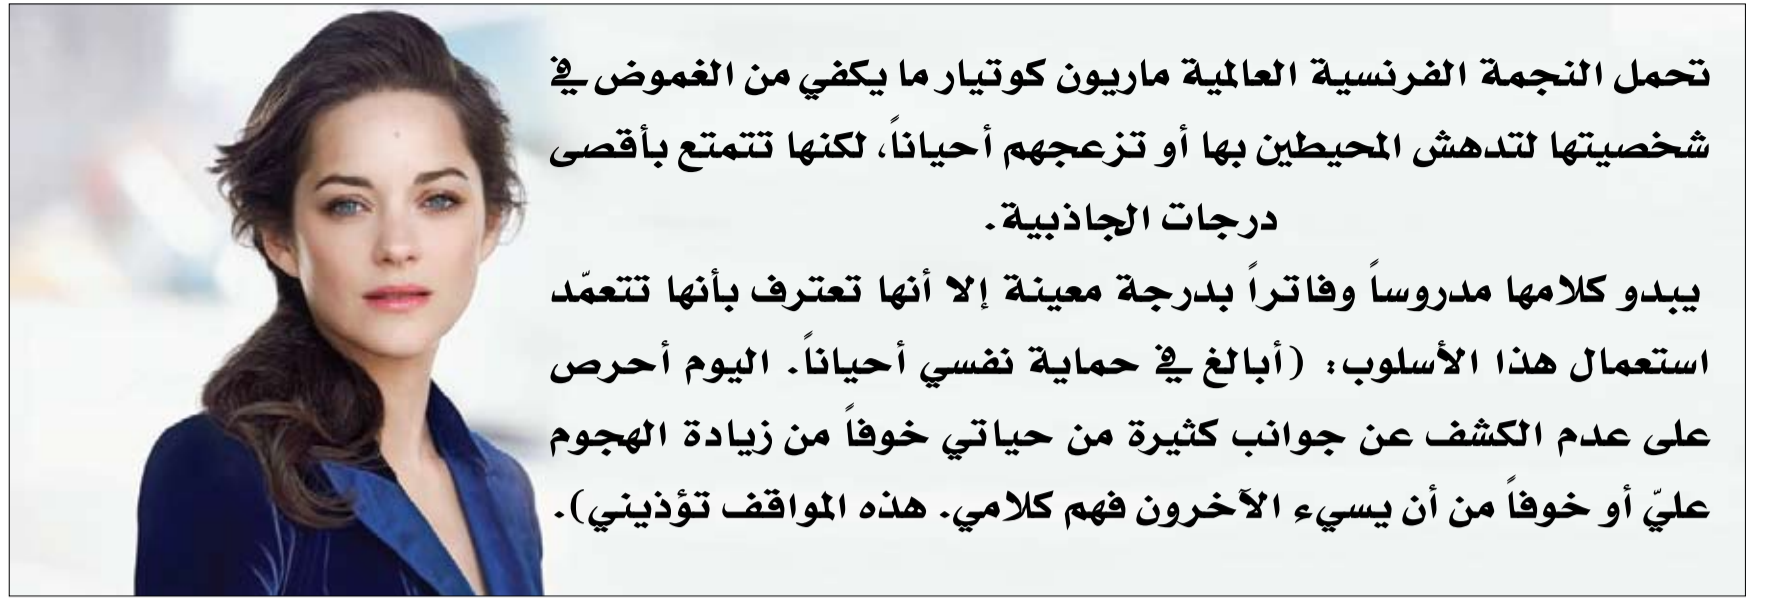 تحمل النجمة الفرنسية العالمية ماريون كوتيار ما يكفي من الغموض في
شخصيتها لتدهش المحيطين بها أو تزعجهم أحياناً، لكنها تتمتع بأقصى
درجات الجاذبية.
يبدو كلامها مدروساً وفاتراً بدرجة معينة إلا أنها تعترف بأنها تتعمّد
استعمال هذا الأسلوب: (أبالغ في حماية نفسي أحياناً. اليوم أحرص
على عدم الكشف عن جوانب كثيرة من حياتي خوفاً من زيادة الهجوم
عليّ أو خوفاً من أن يسيء الآخرون فهم كلامي. هذه المواقف تؤذيني).